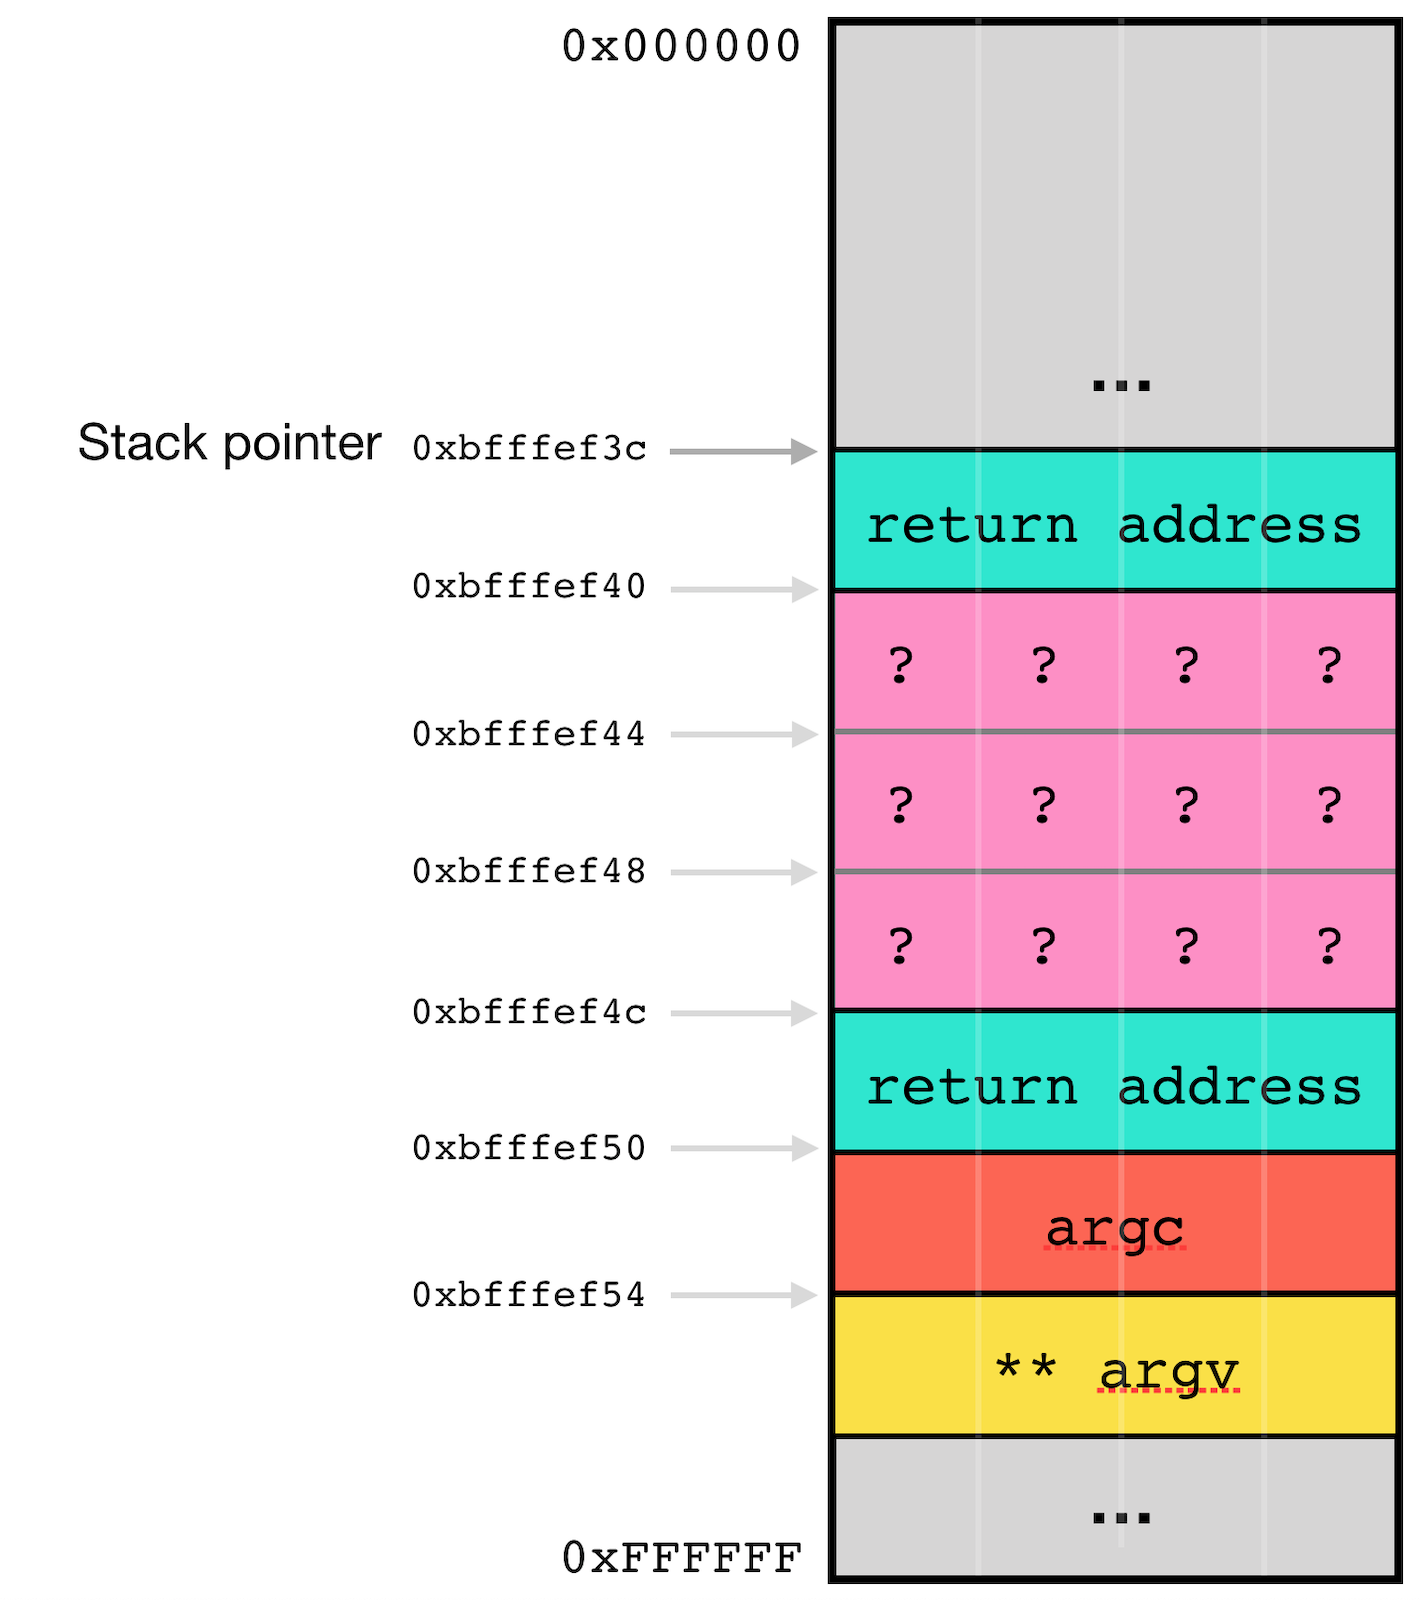 0x000000
...
Stack pointer 0xbfffef3c
return address
0xbfffef40
? ? ? ?
0xbfffef44
? ? ? ?
0xbfffef48
? ? ? ?
0xbfffef4c
return address
0xbfffef50
argc
0xbfffef54
** argv
...
0xFFFFFF